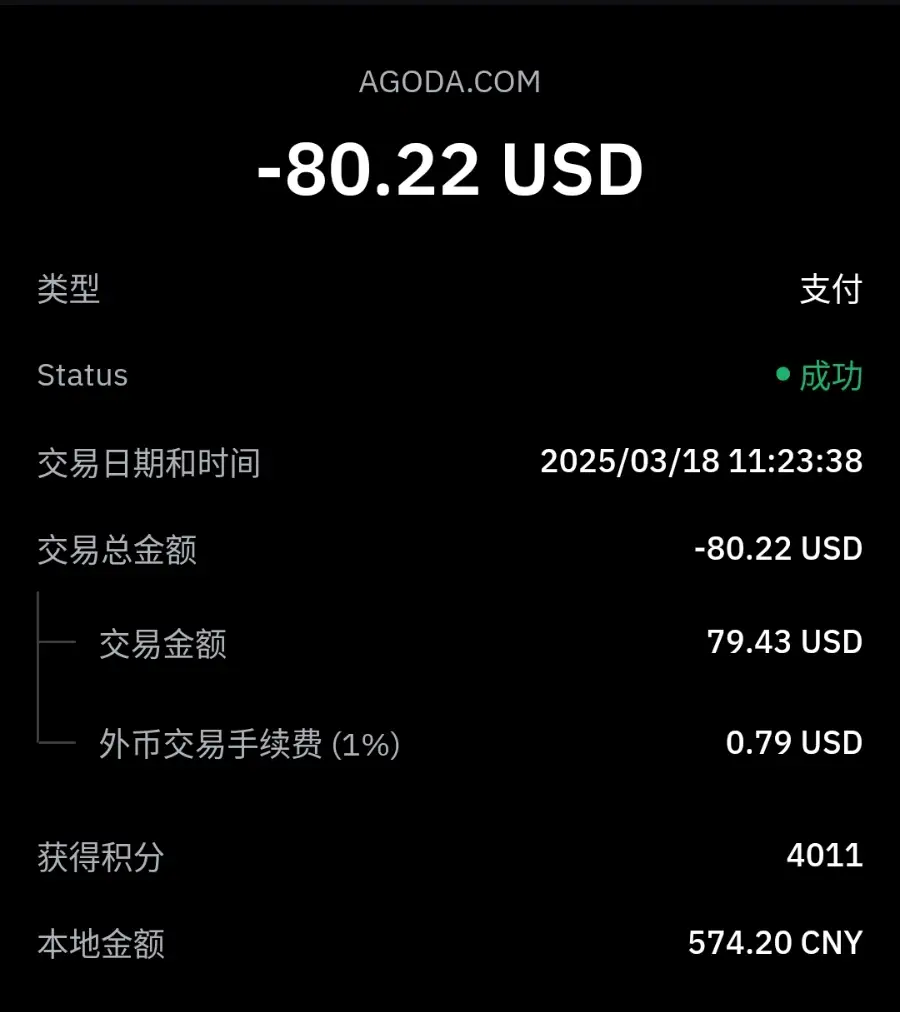 AGODA.COM
-80.22 USD
类型 支付
Status 成功
交易日期和时间 2025/03/18 11:23:38
交易总金额 -80.22 USD
交易金额 79.43 USD
外币交易手续费 (1%) 0.79 USD
获得积分 4011
本地金额 574.20 CNY